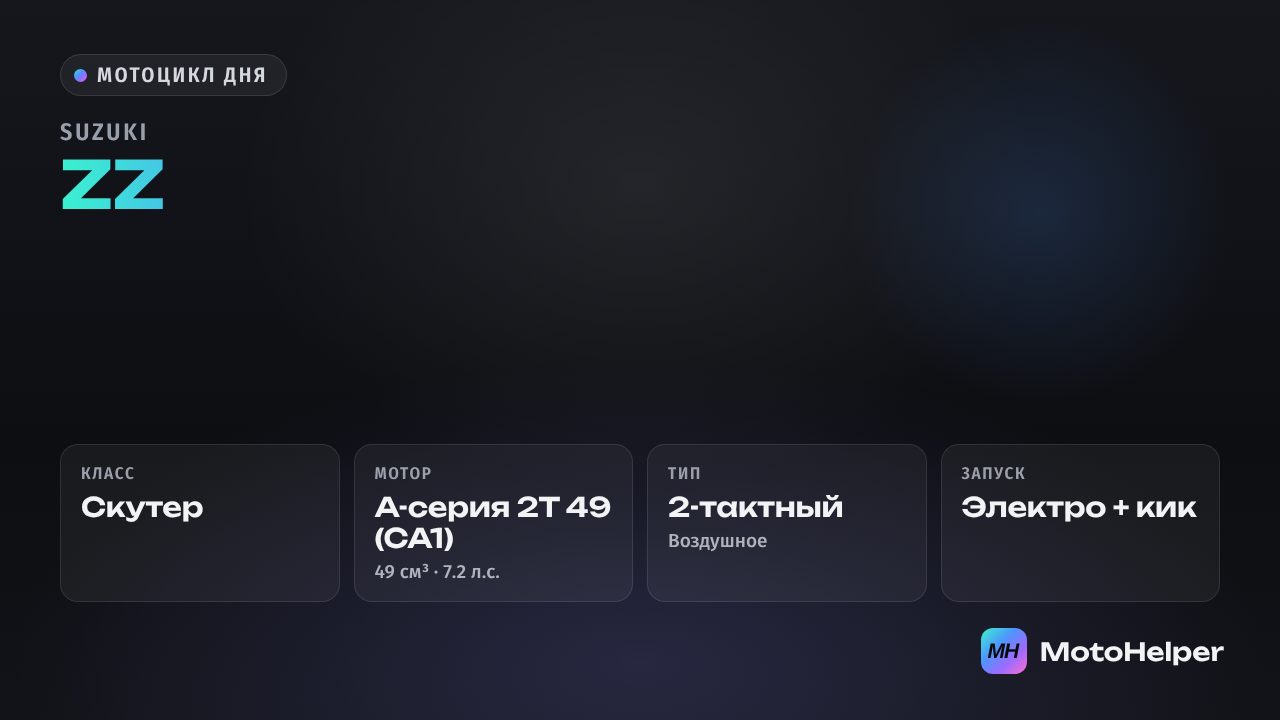 МОТОЦИКЛ ДНЯ
SUZUKI
ZZ
КЛАСС
Скутер
МОТОР
А-серия 2Т 49
(CA1)
49 см³ · 7.2 л.с.
ТИП
2-тактный
Воздушное
ЗАПУСК
Электро + кик
MH MotoHelper